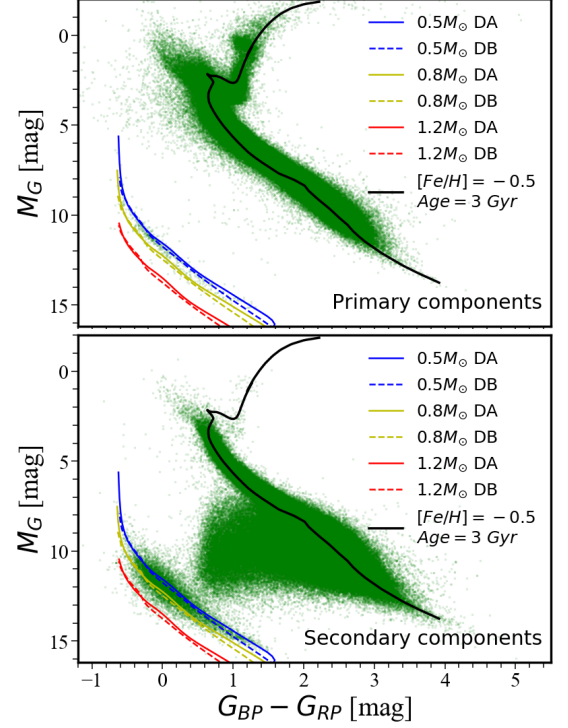 0
5
10
15
M_G [mag]
0.5M⊙ DA
0.5M⊙ DB
0.8M⊙ DA
0.8M⊙ DB
1.2M⊙ DA
1.2M⊙ DB
[Fe/H] = −0.5
Age = 3 Gyr
Primary components
0
5
10
15
M_G [mag]
0.5M⊙ DA
0.5M⊙ DB
0.8M⊙ DA
0.8M⊙ DB
1.2M⊙ DA
1.2M⊙ DB
[Fe/H] = −0.5
Age = 3 Gyr
Secondary components
−1 0 1 2 3 4 5
G_BP − G_RP [mag]